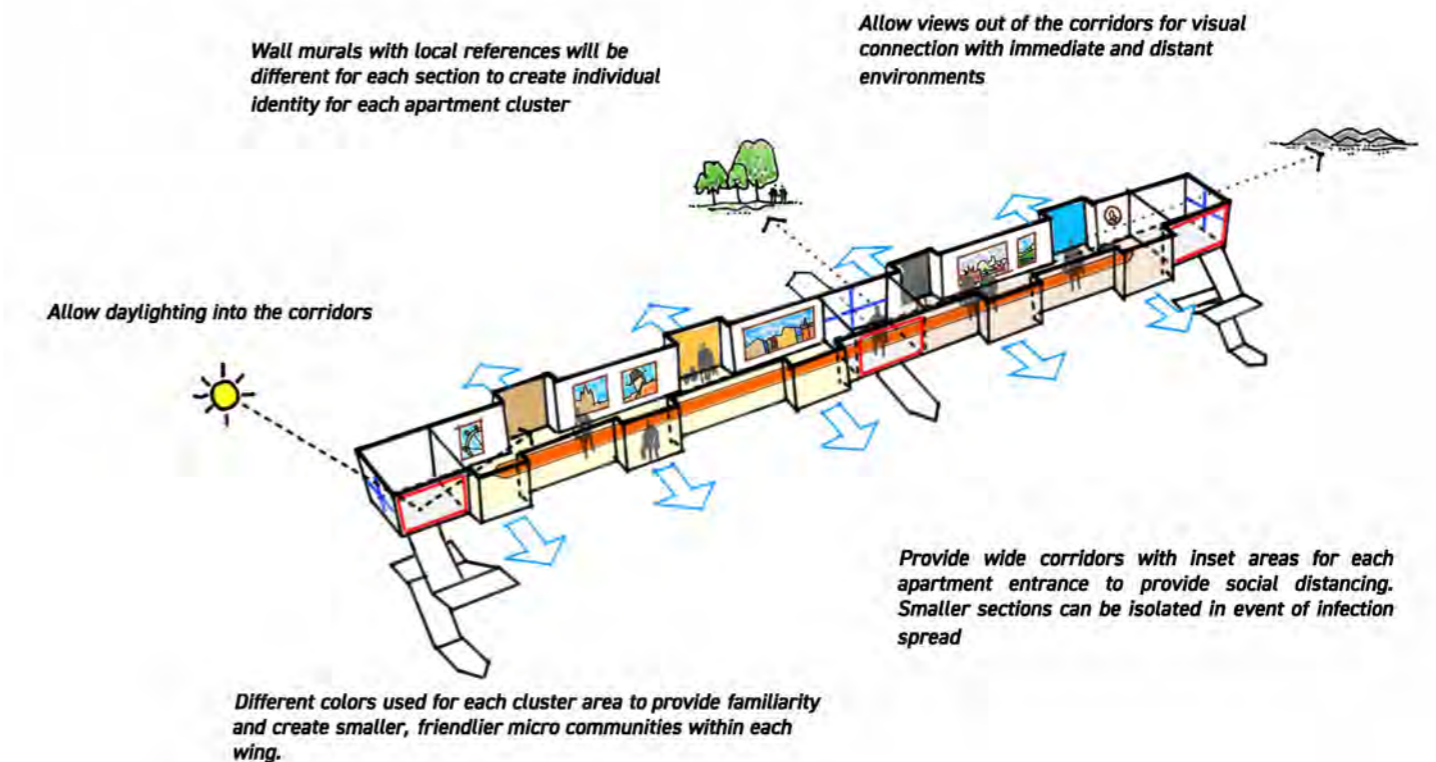 Wall murals with local references will be
different for each section to create individual
identity for each apartment cluster
Allow views out of the corridors for visual
connection with immediate and distant
environments
Allow daylighting into the corridors
Provide wide corridors with inset areas for each
apartment entrance to provide social distancing.
Smaller sections can be isolated in event of infection
spread
Different colors used for each cluster area to provide familiarity
and create smaller, friendlier micro communities within each
wing.